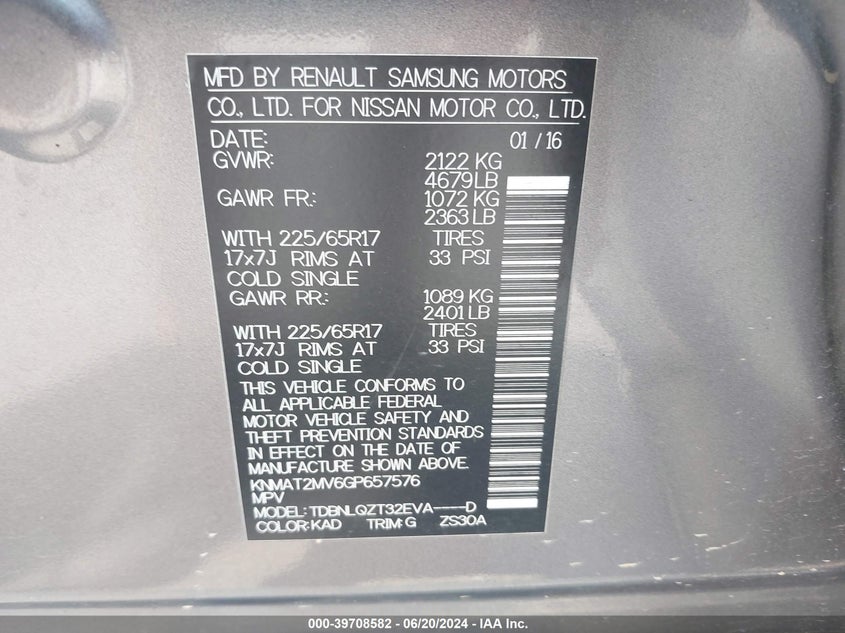 MFD BY RENAULT SAMSUNG MOTORS
CO., LTD. FOR NISSAN MOTOR CO., LTD.
DATE: 01 / 16
GVWR: 2122 KG
4679 LB
GAWR FR.: 1072 KG
2363 LB
WITH 225/65R17 TIRES
17x7J RIMS AT 33 PSI
COLD SINGLE
GAWR RR.: 1089 KG
2401 LB
WITH 225/65R17 TIRES
17x7J RIMS AT 33 PSI
COLD SINGLE
THIS VEHICLE CONFORMS TO
ALL APPLICABLE FEDERAL
MOTOR VEHICLE SAFETY AND
THEFT PREVENTION STANDARDS
IN EFFECT ON THE DATE OF
MANUFACTURE SHOWN ABOVE.
KNMAT2MV6GP657576
MPV
MODEL: TDBNLQZT32EVA----D
COLOR: KAD TRIM: G ZS30A
000-39708582 / 06/20/2024 - IAA Inc.